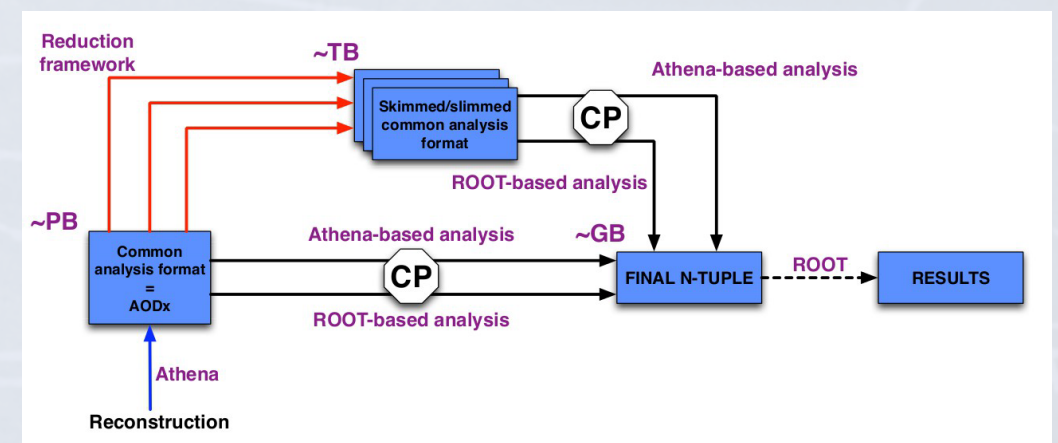 Reduction
framework
~TB
Athena-based analysis
Skimmed/slimmed
common analysis
format
CP
ROOT-based analysis
~PB
Common
analysis format
=
AODx
Athena-based analysis
CP
ROOT-based analysis
~GB
FINAL N-TUPLE
ROOT
RESULTS
Athena
Reconstruction